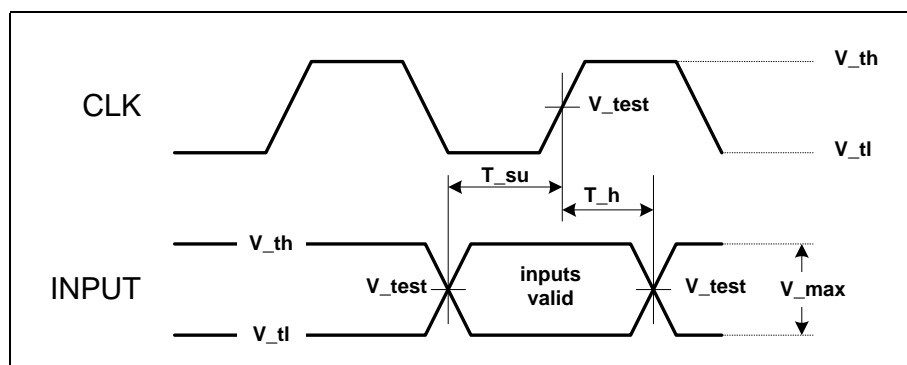 V_th
CLK
V_test
V_tl
T_su
T_h
V_th
INPUT
V_test
inputs
valid
V_test
V_max
V_tl